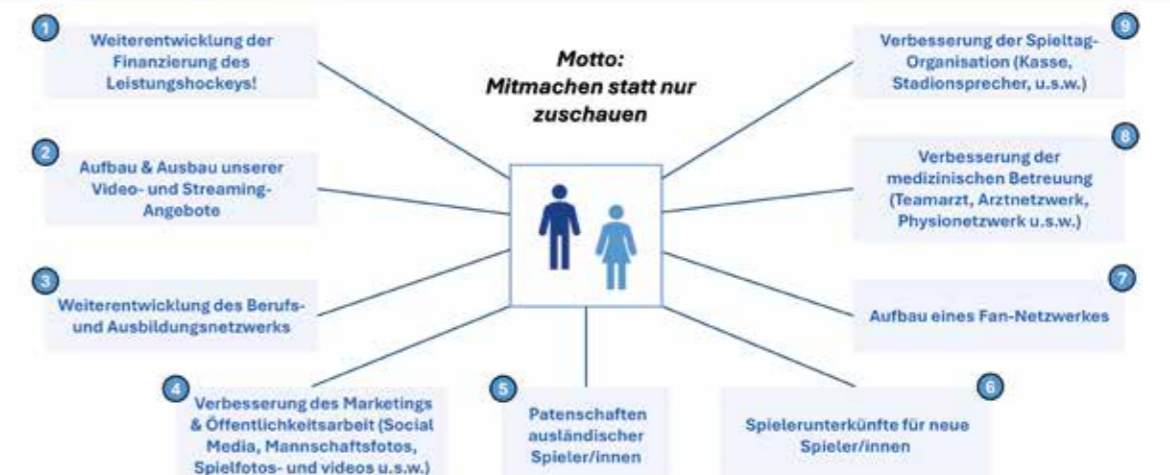 1
Weiterentwicklung der
Finanzierung des
Leistungshockeys!
2
Aufbau & Ausbau unserer
Video- und Streaming-
Angebote
3
Weiterentwicklung des Berufs-
und Ausbildungsnetzwerks
4
Verbesserung des Marketings
& Öffentlichkeitsarbeit (Social
Media, Mannschaftsfotos,
Spielfotos- und videos u.s.w.)
Motto:
Mitmachen statt nur
zuschauen
5
Patenschaften
ausländischer
Spieler/innen
6
Spielerunterkünfte für neue
Spieler/innen
7
Aufbau eines Fan-Netzwerkes
8
Verbesserung der
medizinischen Betreuung
(Teamarzt, Arztnetzwerk,
Physionetzwerk u.s.w.)
9
Verbesserung der Spieltag-
Organisation (Kasse,
Stadionsprecher, u.s.w.)